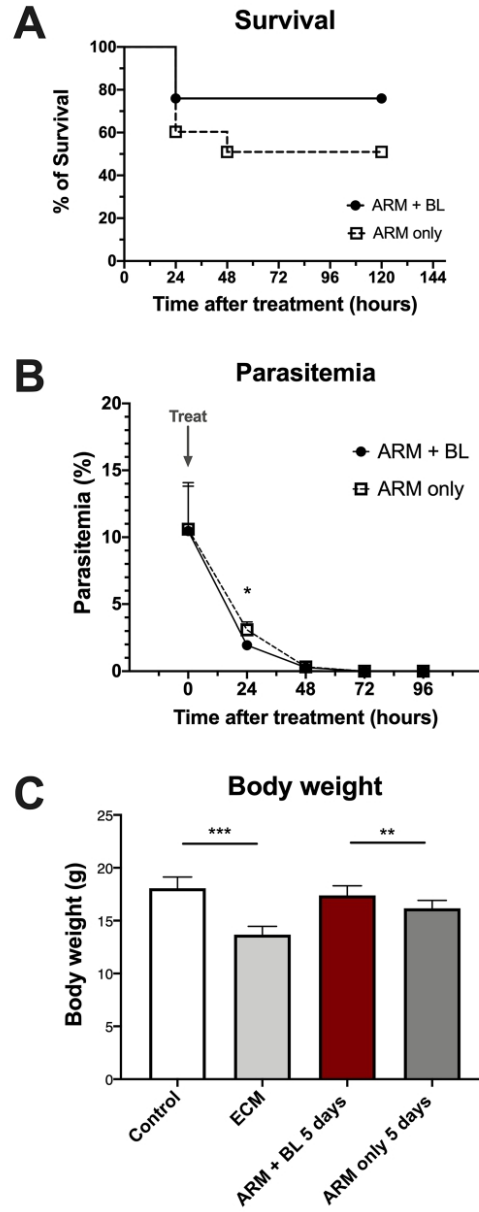 A
Survival
% of Survival
100
80
60
40
20
0
ARM + BL
ARM only
0 24 48 72 96 120 144
Time after treatment (hours)
B
Parasitemia
Parasitemia (%)
20
15
10
5
0
Treat
*
ARM + BL
ARM only
0 24 48 72 96
Time after treatment (hours)
C
Body weight
Body weight (g)
25
20
15
10
5
0
*** **
Control
ECM
ARM + BL 5 days
ARM only 5 days